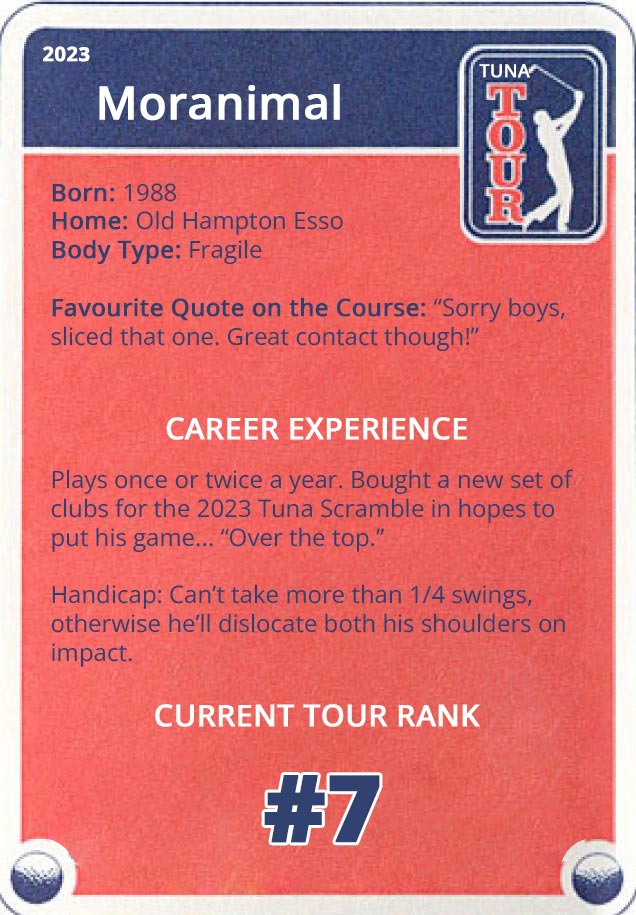 2023
Moranimal
TUNA
TOUR
Born: 1988
Home: Old Hampton Esso
Body Type: Fragile
Favourite Quote on the Course: “Sorry boys,
sliced that one. Great contact though!”
CAREER EXPERIENCE
Plays once or twice a year. Bought a new set of
clubs for the 2023 Tuna Scramble in hopes to
put his game... “Over the top.”
Handicap: Can’t take more than 1/4 swings,
otherwise he’ll dislocate both his shoulders on
impact.
CURRENT TOUR RANK
#7